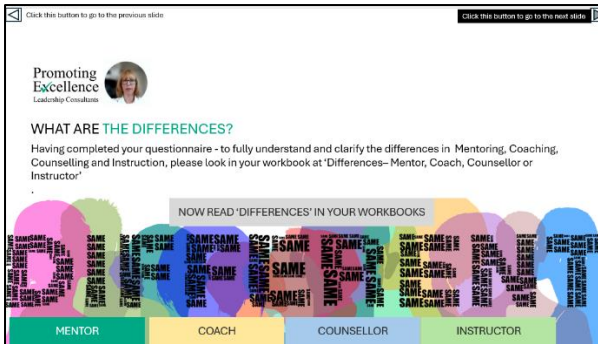 Click this button to go to the previous slide
Click this button to go to the next slide
Promoting
Excellence
Leadership Consultants
WHAT ARE THE DIFFERENCES?
Having completed your questionnaire - to fully understand and clarify the differences in Mentoring, Coaching,
Counselling and Instruction, please look in your workbook at ‘Differences– Mentor, Coach, Counsellor or
Instructor’
.
NOW READ ‘DIFFERENCES’ IN YOUR WORKBOOKS
DIFFERENT
MENTOR
COACH
COUNSELLOR
INSTRUCTOR